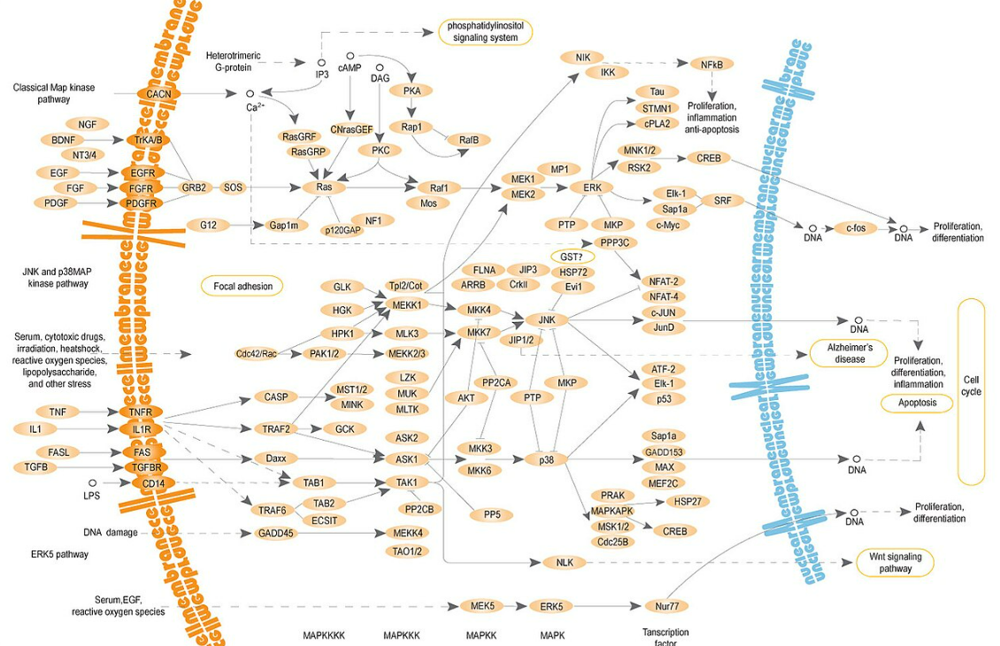 phosphatidylinositol
signaling system
Heterotrimeric
G-protein
IP3
cAMP
DAG
NIK
IKK
NFkB
Classical Map kinase
pathway
CACN
Ca2+
PKA
Tau
STMN1
cPLA2
Proliferation,
inflammation
anti-apoptosis
NGF
BDNF
NT3/4
TrKA/B
RasGRF
RasGRP
CNrasGEF
Rap1
RafB
PKC
MNK1/2
RSK2
CREB
EGF
EGFR
FGF
FGFR
PDGF
PDGFR
GRB2
SOS
Ras
Raf1
Mos
MEK1
MEK2
MP1
ERK
Elk-1
Sap1a
c-Myc
SRF
G12
Gap1m
p120GAP
NF1
PTP
MKP
PPP3C
DNA
c-fos
DNA
Proliferation,
differentiation
JNK and p38MAP
kinase pathway
Focal adhesion
GST?
FLNA
JIP3
HSP72
ARRB
CrkII
Evi1
GLK
Tpl2/Cot
MEKK1
HGK
HPK1
MLK3
MKK4
MKK7
JNK
JIP1/2
NFAT-2
NFAT-4
c-JUN
JunD
DNA
Serum, cytotoxic drugs,
irradiation, heatshock,
reactive oxygen species,
lipopolysaccharide,
and other stress
Cdc42/Rac
PAK1/2
MEKK2/3
Alzheimer's
disease
Proliferation,
differentiation,
inflammation
Cell
cycle
LZK
MUK
MLTK
PP2CA
MKP
AKT
PTP
ATF-2
Elk-1
p53
Apoptosis
CASP
MST1/2
MINK
TNF
TNFR
IL1
IL1R
TRAF2
GCK
ASK2
ASK1
MKK3
MKK6
p38
Sap1a
GADD153
MAX
MEF2C
DNA
FASL
FAS
TGFB
TGFBR
Daxx
LPS
CD14
TAB1
TAK1
TRAF6
TAB2
ECSIT
PP2CB
PP5
PRAK
MAPKAPK
MSK1/2
Cdc25B
HSP27
CREB
DNA
Proliferation,
differentiation
DNA damage
GADD45
MEKK4
TAO1/2
ERK5 pathway
NLK
Wnt signaling
pathway
Serum,EGF,
reactive oxygen species
MEK5
ERK5
Nur77
MAPKKKK
MAPKKK
MAPKK
MAPK
Tanscription
factor